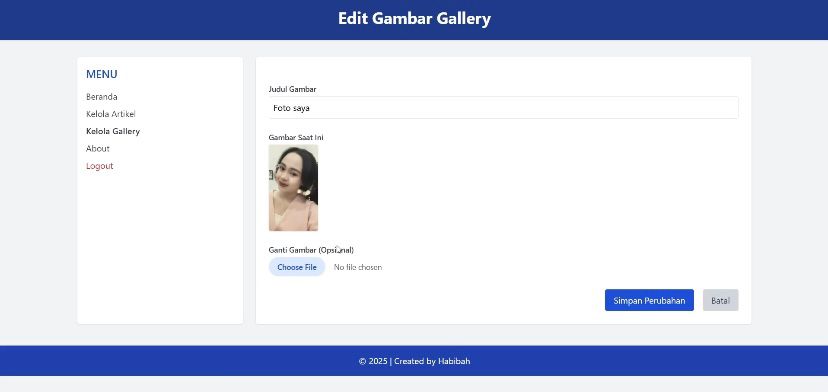 Edit Gambar Gallery
MENU
Beranda
Kelola Artikel
Kelola Gallery
About
Logout
Judul Gambar
Foto saya
Gambar Saat Ini
Ganti Gambar (Opsional)
Choose File No file chosen
Simpan Perubahan Batal
© 2025 | Created by Habibah